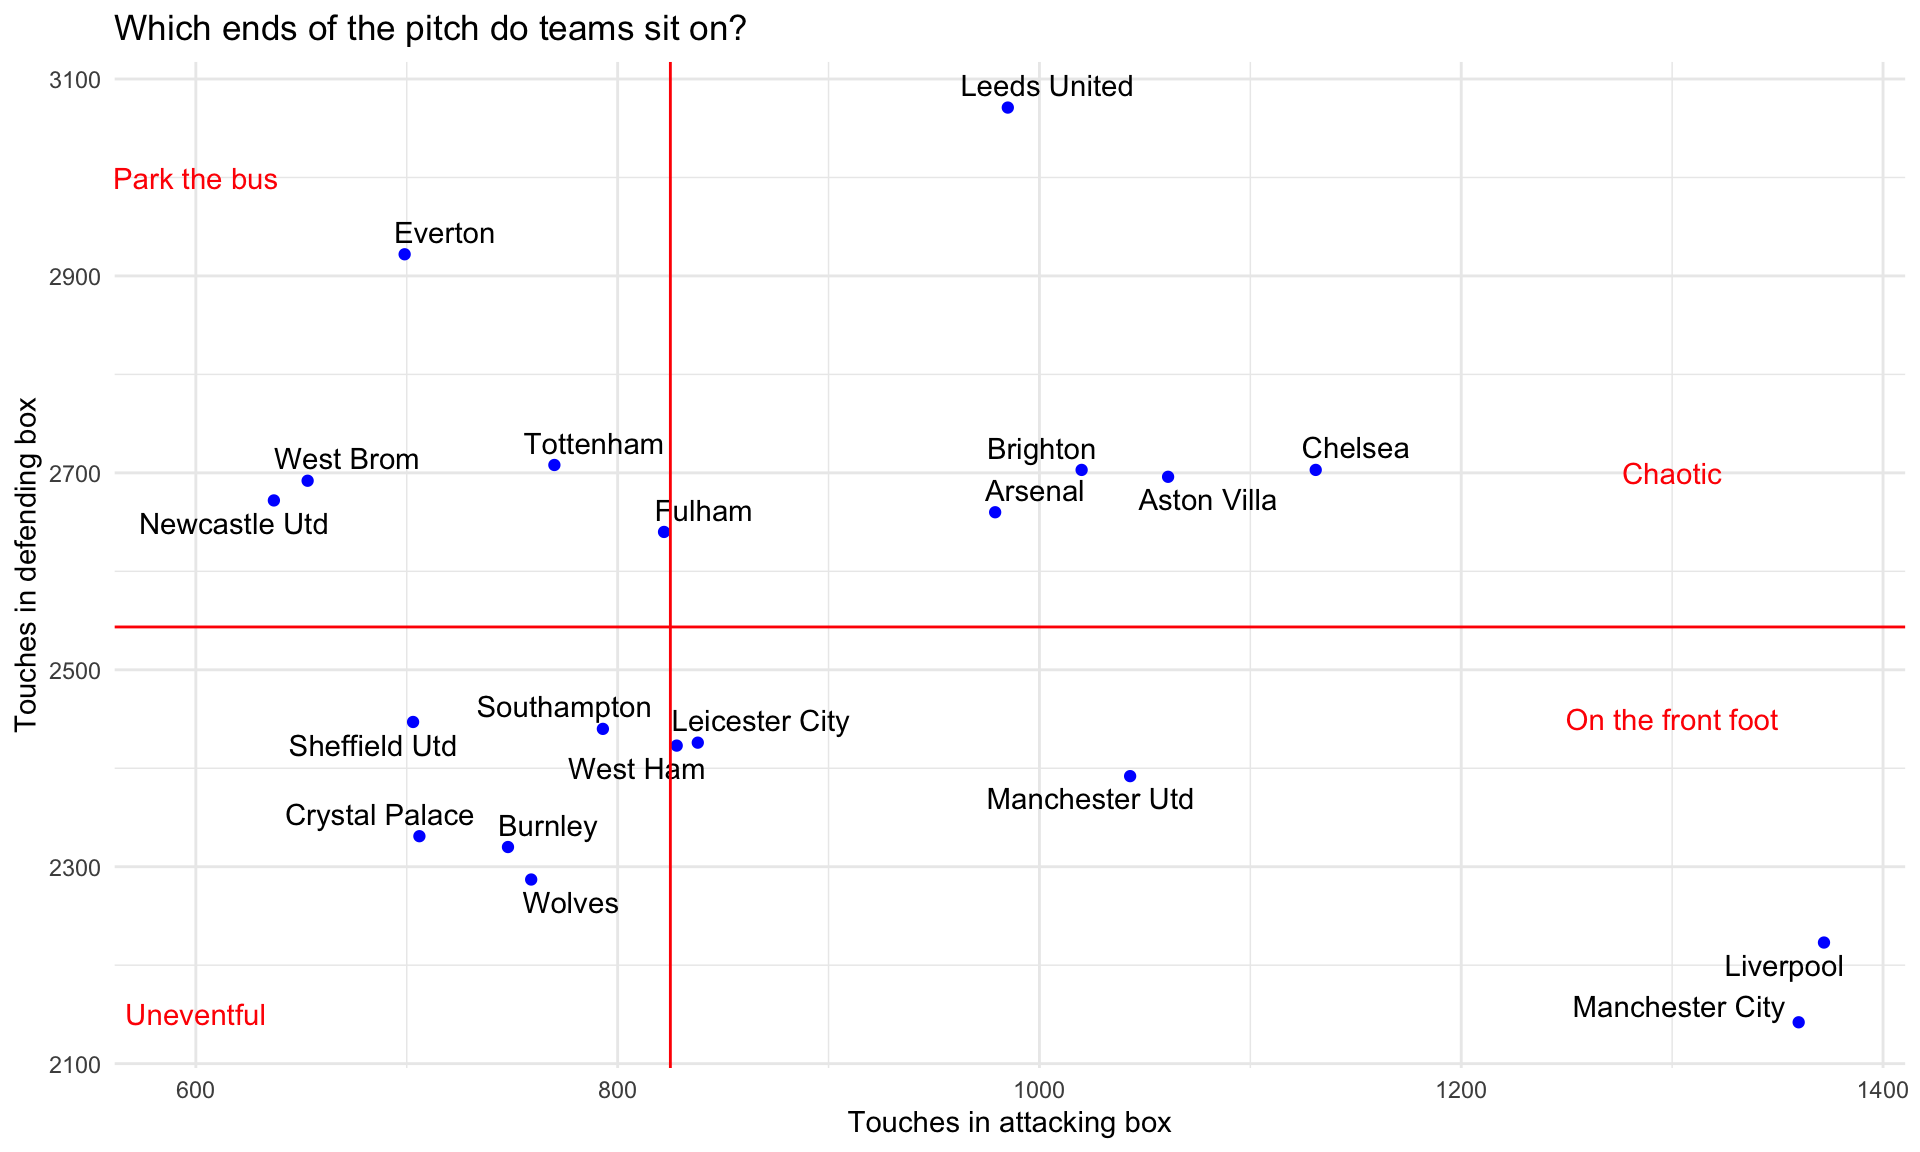 Which ends of the pitch do teams sit on?
3100
Leeds United
Park the bus
Everton
2900
Tottenham
Brighton
Chelsea
West Brom
2700
Chaotic
Arsenal
Aston Villa
Fulham
Newcastle Utd
Touches in defending box
2500
Southampton
Leicester City
On the front foot
Sheffield Utd
West Ham
Manchester Utd
Crystal Palace
Burnley
2300
Wolves
Liverpool
Manchester City
Uneventful
2100
600 800 1000 1200 1400
Touches in attacking box